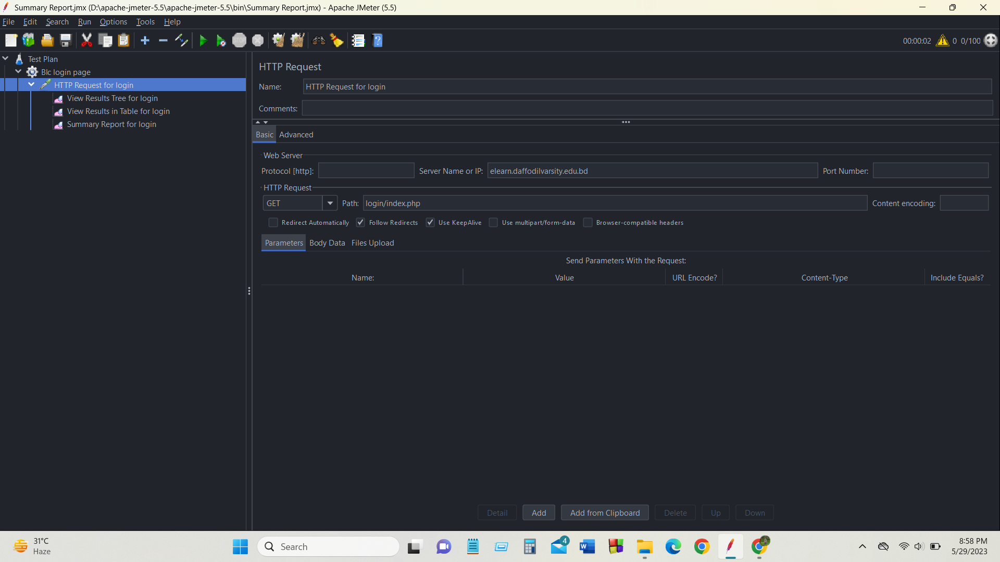 Summary Report.jmx (D:\apache-jmeter-5.5\apache-jmeter-5.5\bin\Summary Report.jmx) - Apache JMeter (5.5)
File Edit Search Run Options Tools Help
STOP
00:00:02 0 0/100
Test Plan
Blc login page
HTTP Request for login
View Results Tree for login
View Results in Table for login
Summary Report for login
HTTP Request
Name: HTTP Request for login
Comments:
Basic Advanced
Web Server
Protocol [http]: Server Name or IP: elearn.daffodilvarsity.edu.bd Port Number:
HTTP Request
GET Path: login/index.php Content encoding:
Redirect Automatically Follow Redirects Use KeepAlive Use multipart/form-data Browser-compatible headers
Parameters Body Data Files Upload
Send Parameters With the Request:
Name: Value URL Encode? Content-Type Include Equals?
Detail Add Add from Clipboard Delete Up Down
31°C
Haze
Search
4
W
8:58 PM
5/29/2023